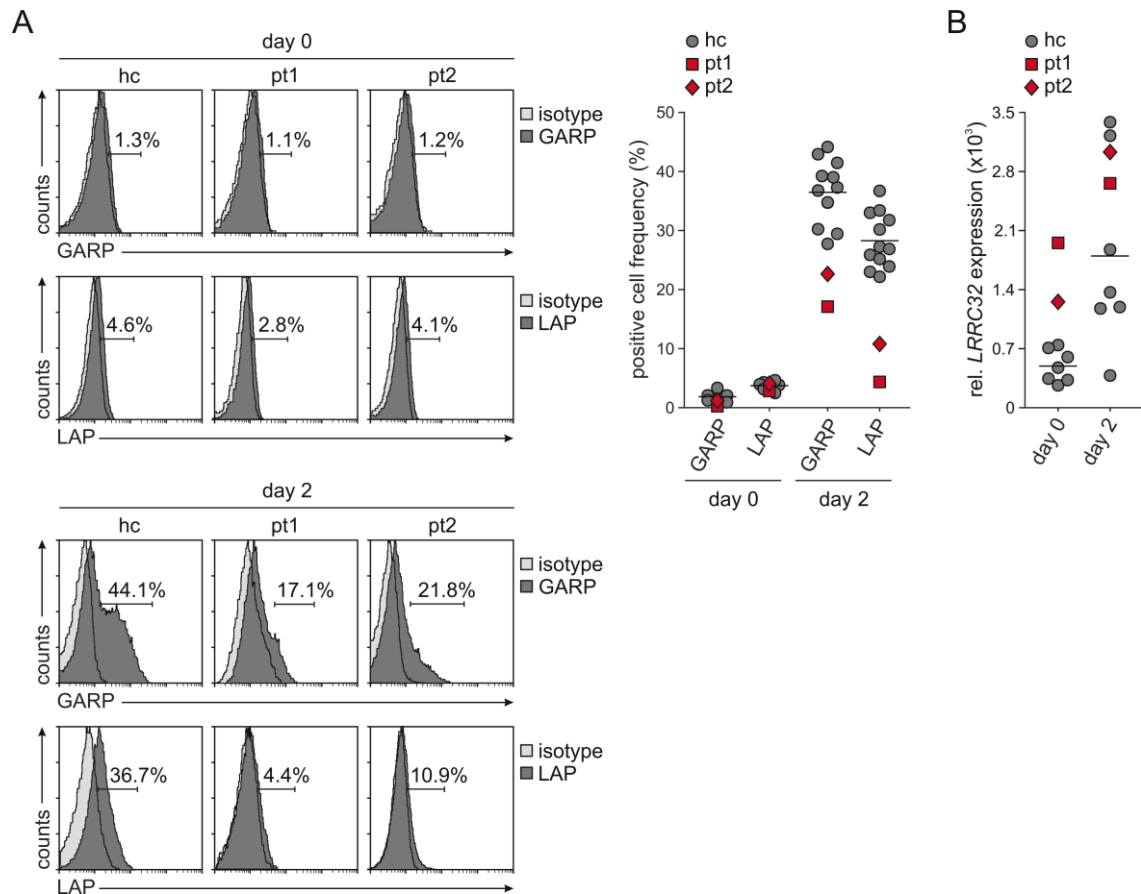 A
day 0
hc pt1 pt2
counts
1.3% 1.1% 1.2%
isotype
GARP
GARP
counts
4.6% 2.8% 4.1%
isotype
LAP
LAP
day 2
hc pt1 pt2
counts
44.1% 17.1% 21.8%
isotype
GARP
GARP
counts
36.7% 4.4% 10.9%
isotype
LAP
LAP
hc
pt1
pt2
positive cell frequency (%)
50
40
30
20
10
0
GARP LAP GARP LAP
day 0 day 2
B
hc
pt1
pt2
rel. LRRC32 expression (x10³)
3.5
2.8
2.1
1.4
0.7
0
day 0 day 2